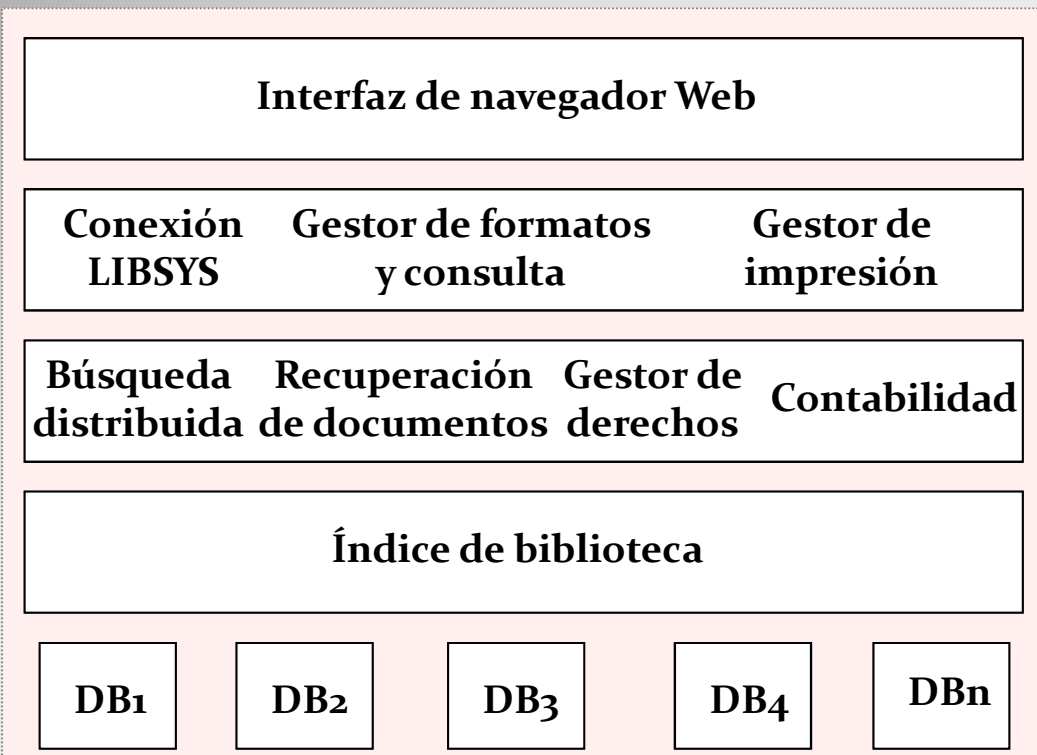 Interfaz de navegador Web
Conexión
LIBSYS
Gestor de formatos
y consulta
Gestor de
impresión
Búsqueda
distribuida
Recuperación
de documentos
Gestor de
derechos
Contabilidad
Índice de biblioteca
DB1
DB2
DB3
DB4
DBn